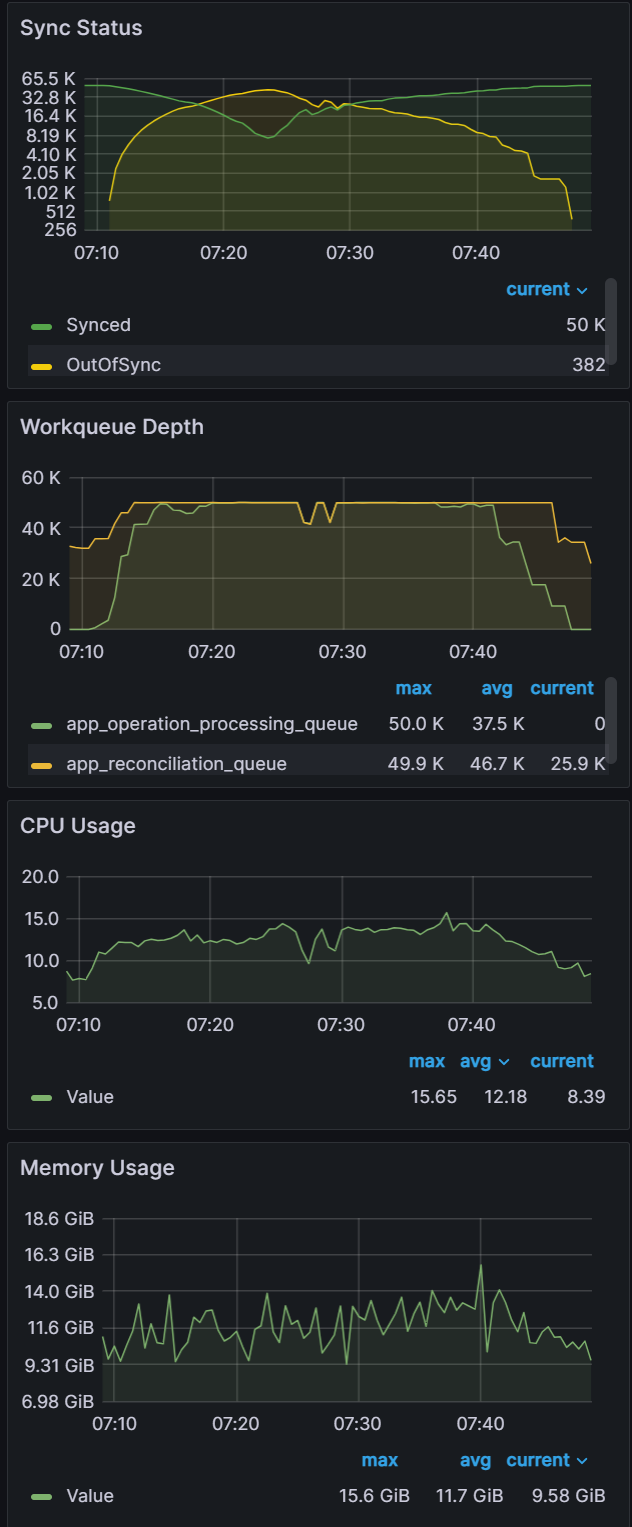 Sync Status
65.5 K
32.8 K
16.4 K
8.19 K
4.10 K
2.05 K
1.02 K
512
256
07:10 07:20 07:30 07:40
current
Synced 50 K
OutOfSync 382
Workqueue Depth
60 K
40 K
20 K
0
07:10 07:20 07:30 07:40
max avg current
app_operation_processing_queue 50.0 K 37.5 K 0
app_reconciliation_queue 49.9 K 46.7 K 25.9 K
CPU Usage
20.0
15.0
10.0
5.0
07:10 07:20 07:30 07:40
max avg current
Value 15.65 12.18 8.39
Memory Usage
18.6 GiB
16.3 GiB
14.0 GiB
11.6 GiB
9.31 GiB
6.98 GiB
07:10 07:20 07:30 07:40
max avg current
Value 15.6 GiB 11.7 GiB 9.58 GiB